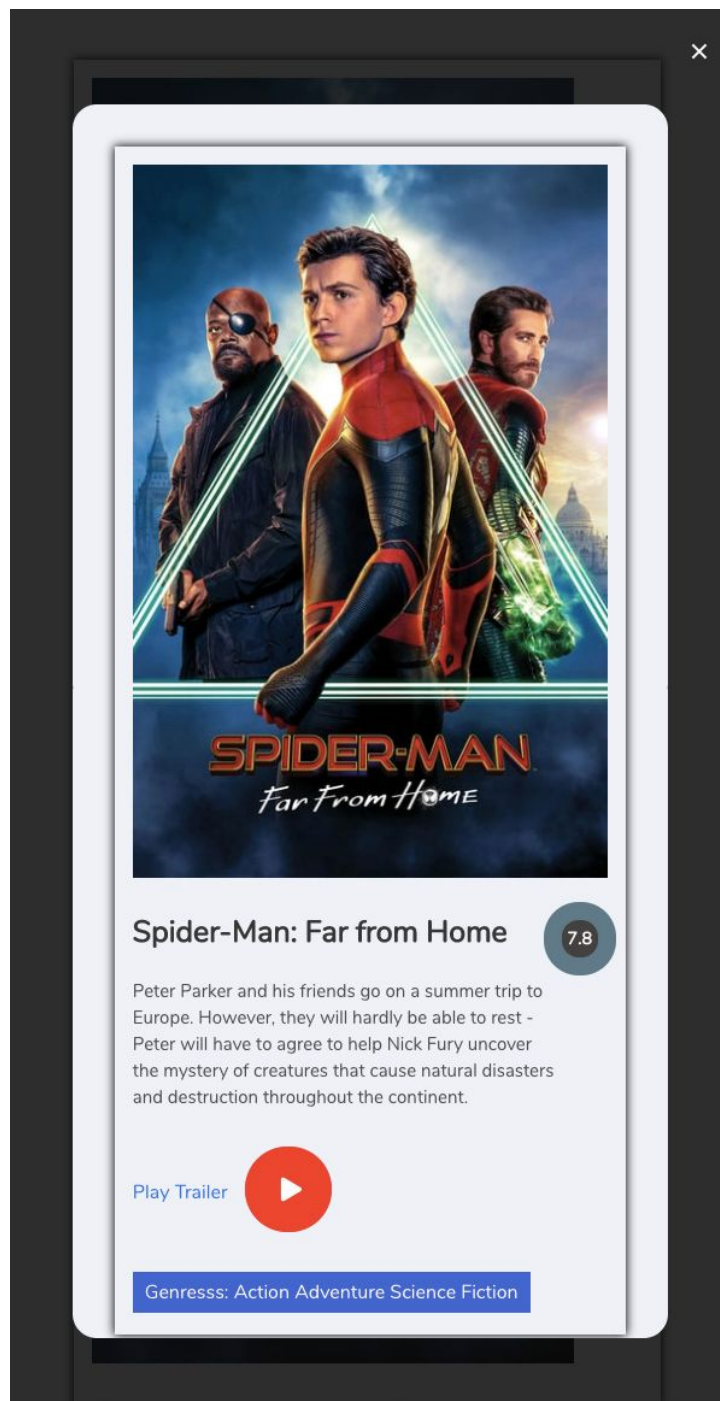 SPIDER-MAN
Far From Home
Spider-Man: Far from Home
7.8
Peter Parker and his friends go on a summer trip to
Europe. However, they will hardly be able to rest -
Peter will have to agree to help Nick Fury uncover
the mystery of creatures that cause natural disasters
and destruction throughout the continent.
Play Trailer
Genresss: Action Adventure Science Fiction